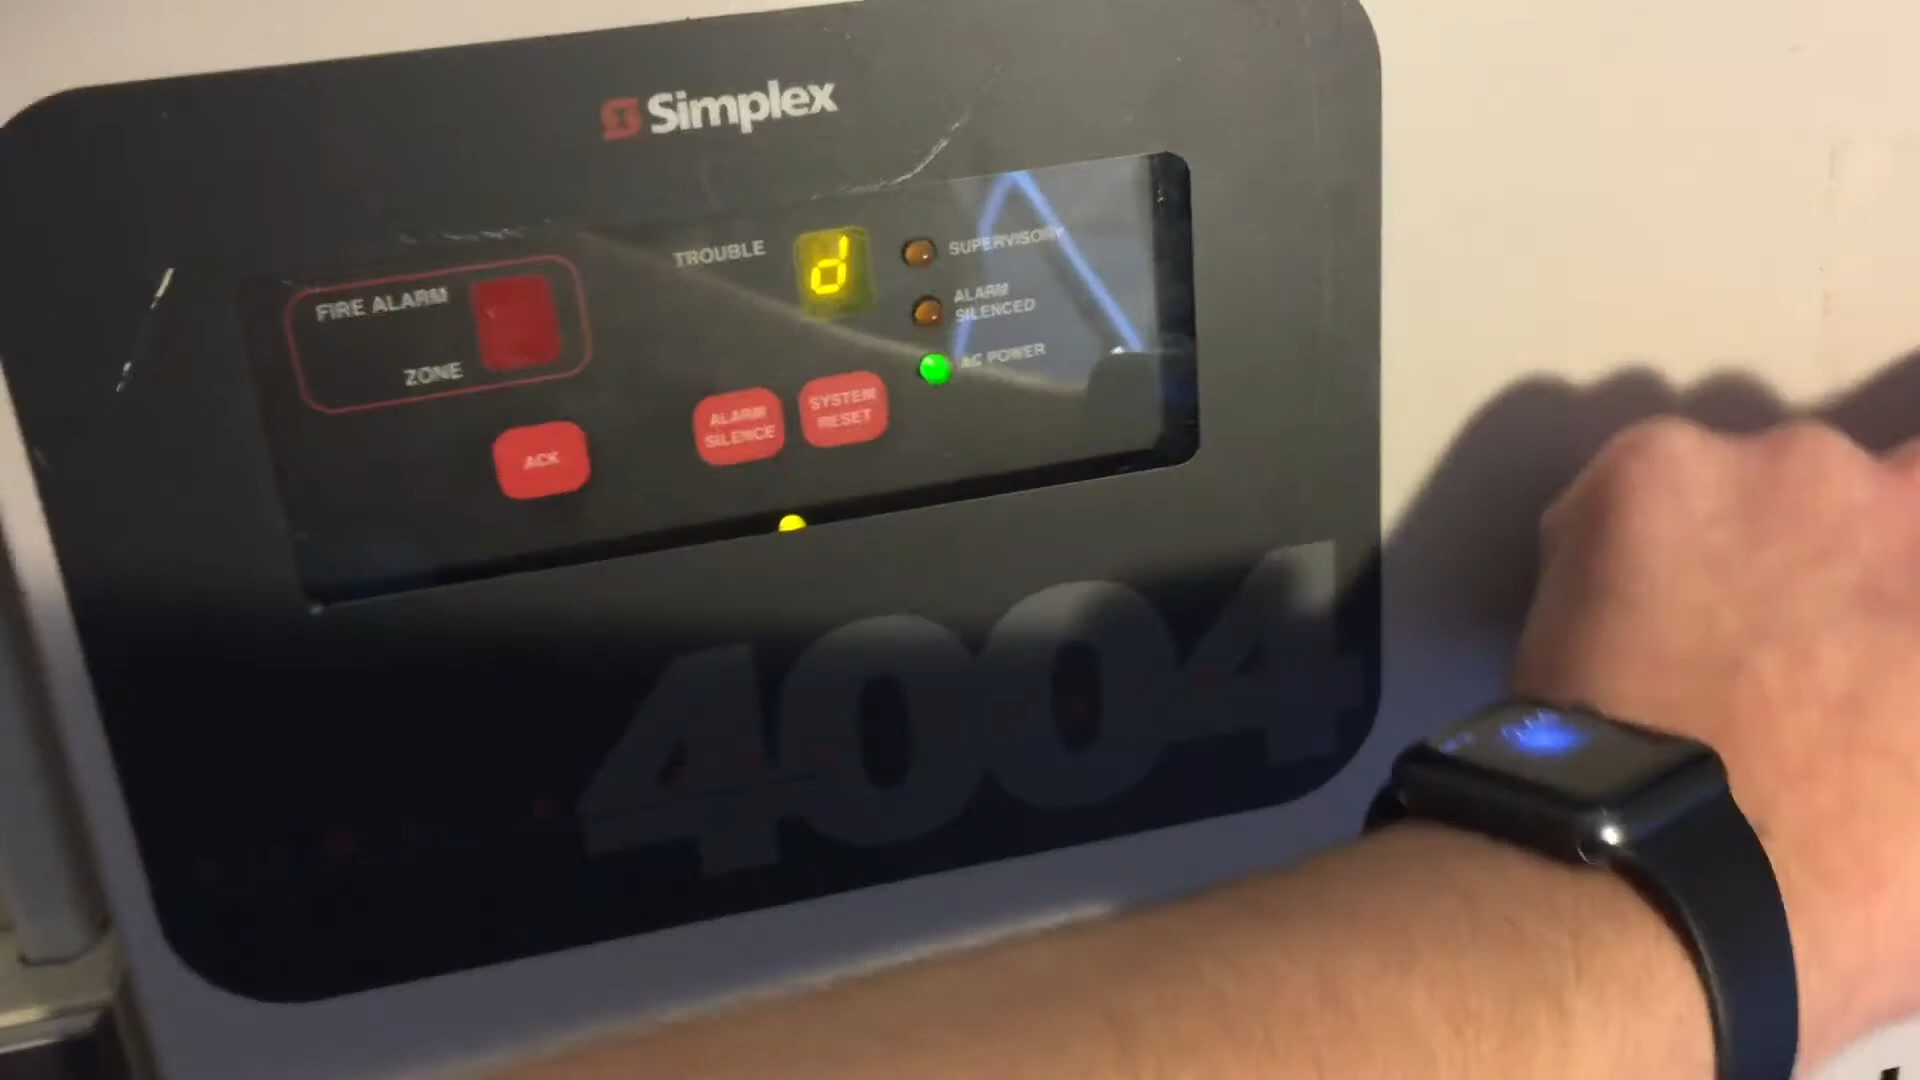 Simplex
TROUBLE
d
SUPERVISORY
FIRE ALARM
ALARM
SILENCED
ZONE
AC POWER
ALARM
SILENCE
SYSTEM
RESET
ACK
4004